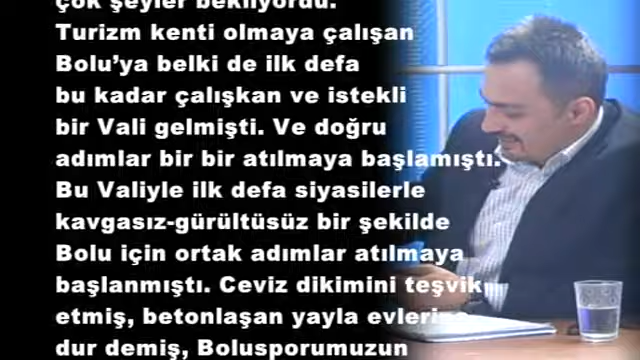 çok şeyler bekliyordu.
Turizm kenti olmaya çalışan
Bolu’ya belki de ilk defa
bu kadar çalışkan ve istekli
bir Vali gelmişti. Ve doğru
adımlar bir bir atılmaya başlamıştı.
Bu Valiyle ilk defa siyasilerle
kavgasız-gürültüsüz bir şekilde
Bolu için ortak adımlar atılmaya
başlanmıştı. Ceviz dikimini teşvik
etmiş, betonlaşan yayla evlerine
dur demiş, Bolusporumuzun